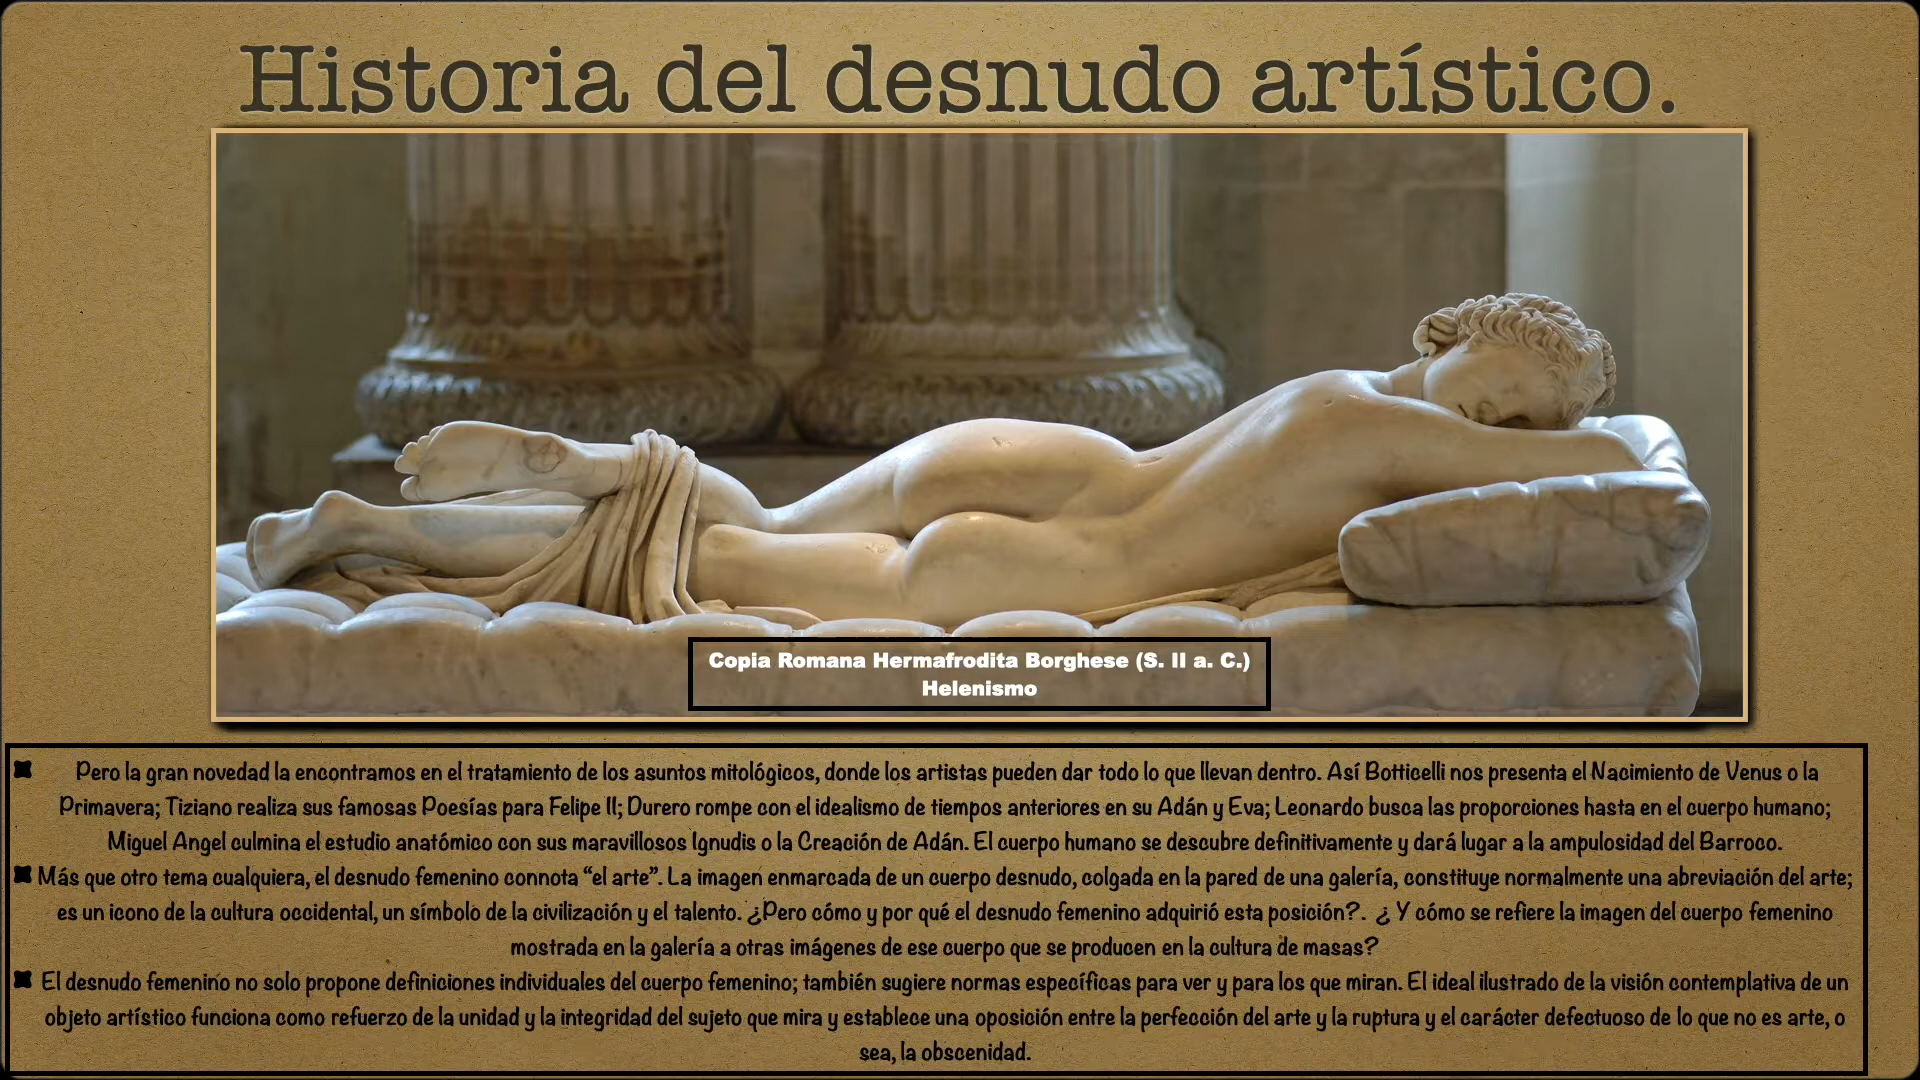 Historia del desnudo artístico.
Copia Romana Hermafrodita Borghese (S. II a. C.)
Helenismo
Pero la gran novedad la encontramos en el tratamiento de los asuntos mitológicos, donde los artistas pueden dar todo lo que llevan dentro. Así Botticelli nos presenta el Nacimiento de Venus o la
Primavera; Tiziano realiza sus famosas Poesías para Felipe II; Durero rompe con el idealismo de tiempos anteriores en su Adán y Eva; Leonardo busca las proporciones hasta en el cuerpo humano;
Miguel Angel culmina el estudio anatómico con sus maravillosos Ignudis o la Creación de Adán. El cuerpo humano se descubre definitivamente y dará lugar a la ampulosidad del Barroco.
Más que otro tema cualquiera, el desnudo femenino connota “el arte”. La imagen enmarcada de un cuerpo desnudo, colgada en la pared de una galería, constituye normalmente una abreviación del arte;
es un icono de la cultura occidental, un símbolo de la civilización y el talento. ¿Pero cómo y por qué el desnudo femenino adquirió esta posición?. ¿ Y cómo se refiere la imagen del cuerpo femenino
mostrada en la galería a otras imágenes de ese cuerpo que se producen en la cultura de masas?
El desnudo femenino no solo propone definiciones individuales del cuerpo femenino; también sugiere normas específicas para ver y para los que miran. El ideal ilustrado de la visión contemplativa de un
objeto artístico funciona como refuerzo de la unidad y la integridad del sujeto que mira y establece una oposición entre la perfección del arte y la ruptura y el carácter defectuoso de lo que no es arte, o
sea, la obscenidad.